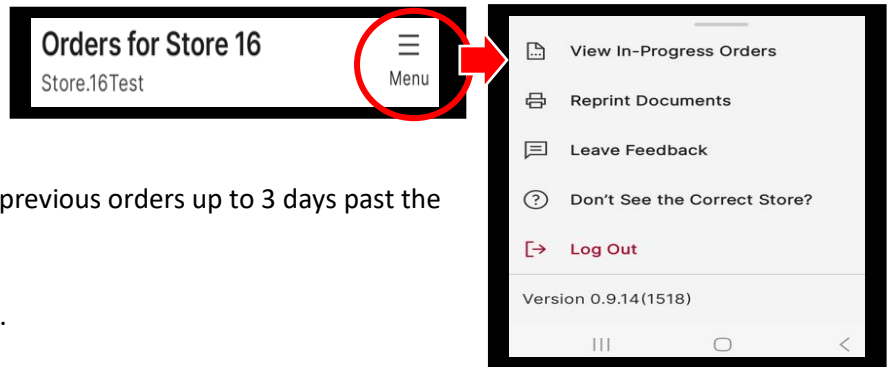 Orders for Store 16
Store.16Test
Menu
previous orders up to 3 days past the
.
View In-Progress Orders
Reprint Documents
Leave Feedback
Don’t See the Correct Store?
Log Out
Version 0.9.14(1518)